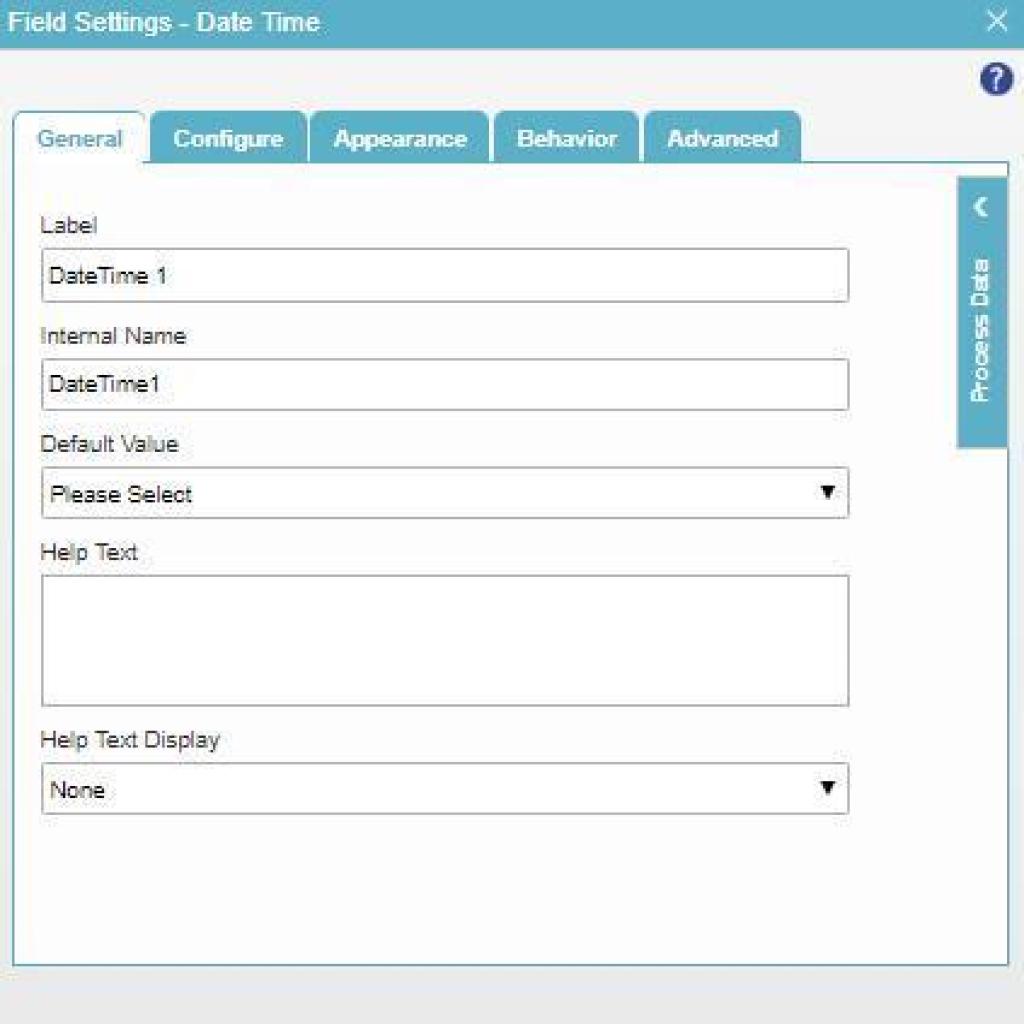 Field Settings - Date Time
?
General Configure Appearance Behavior Advanced
Process Data
Label
DateTime 1
Internal Name
DateTime1
Default Value
Please Select
Help Text
Help Text Display
None